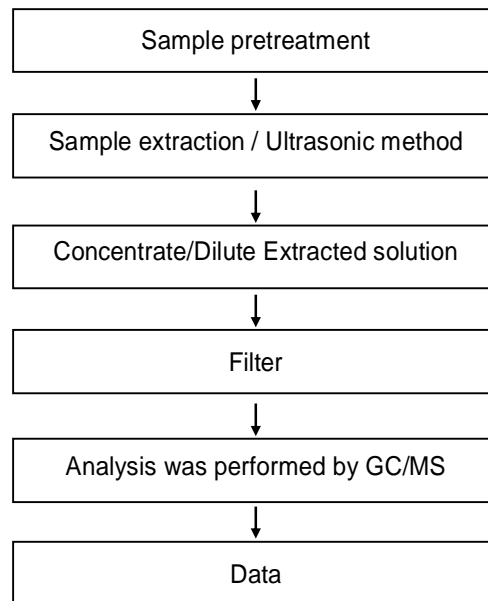 Sample pretreatment
Sample extraction / Ultrasonic method
Concentrate/Dilute Extracted solution
Filter
Analysis was performed by GC/MS
Data